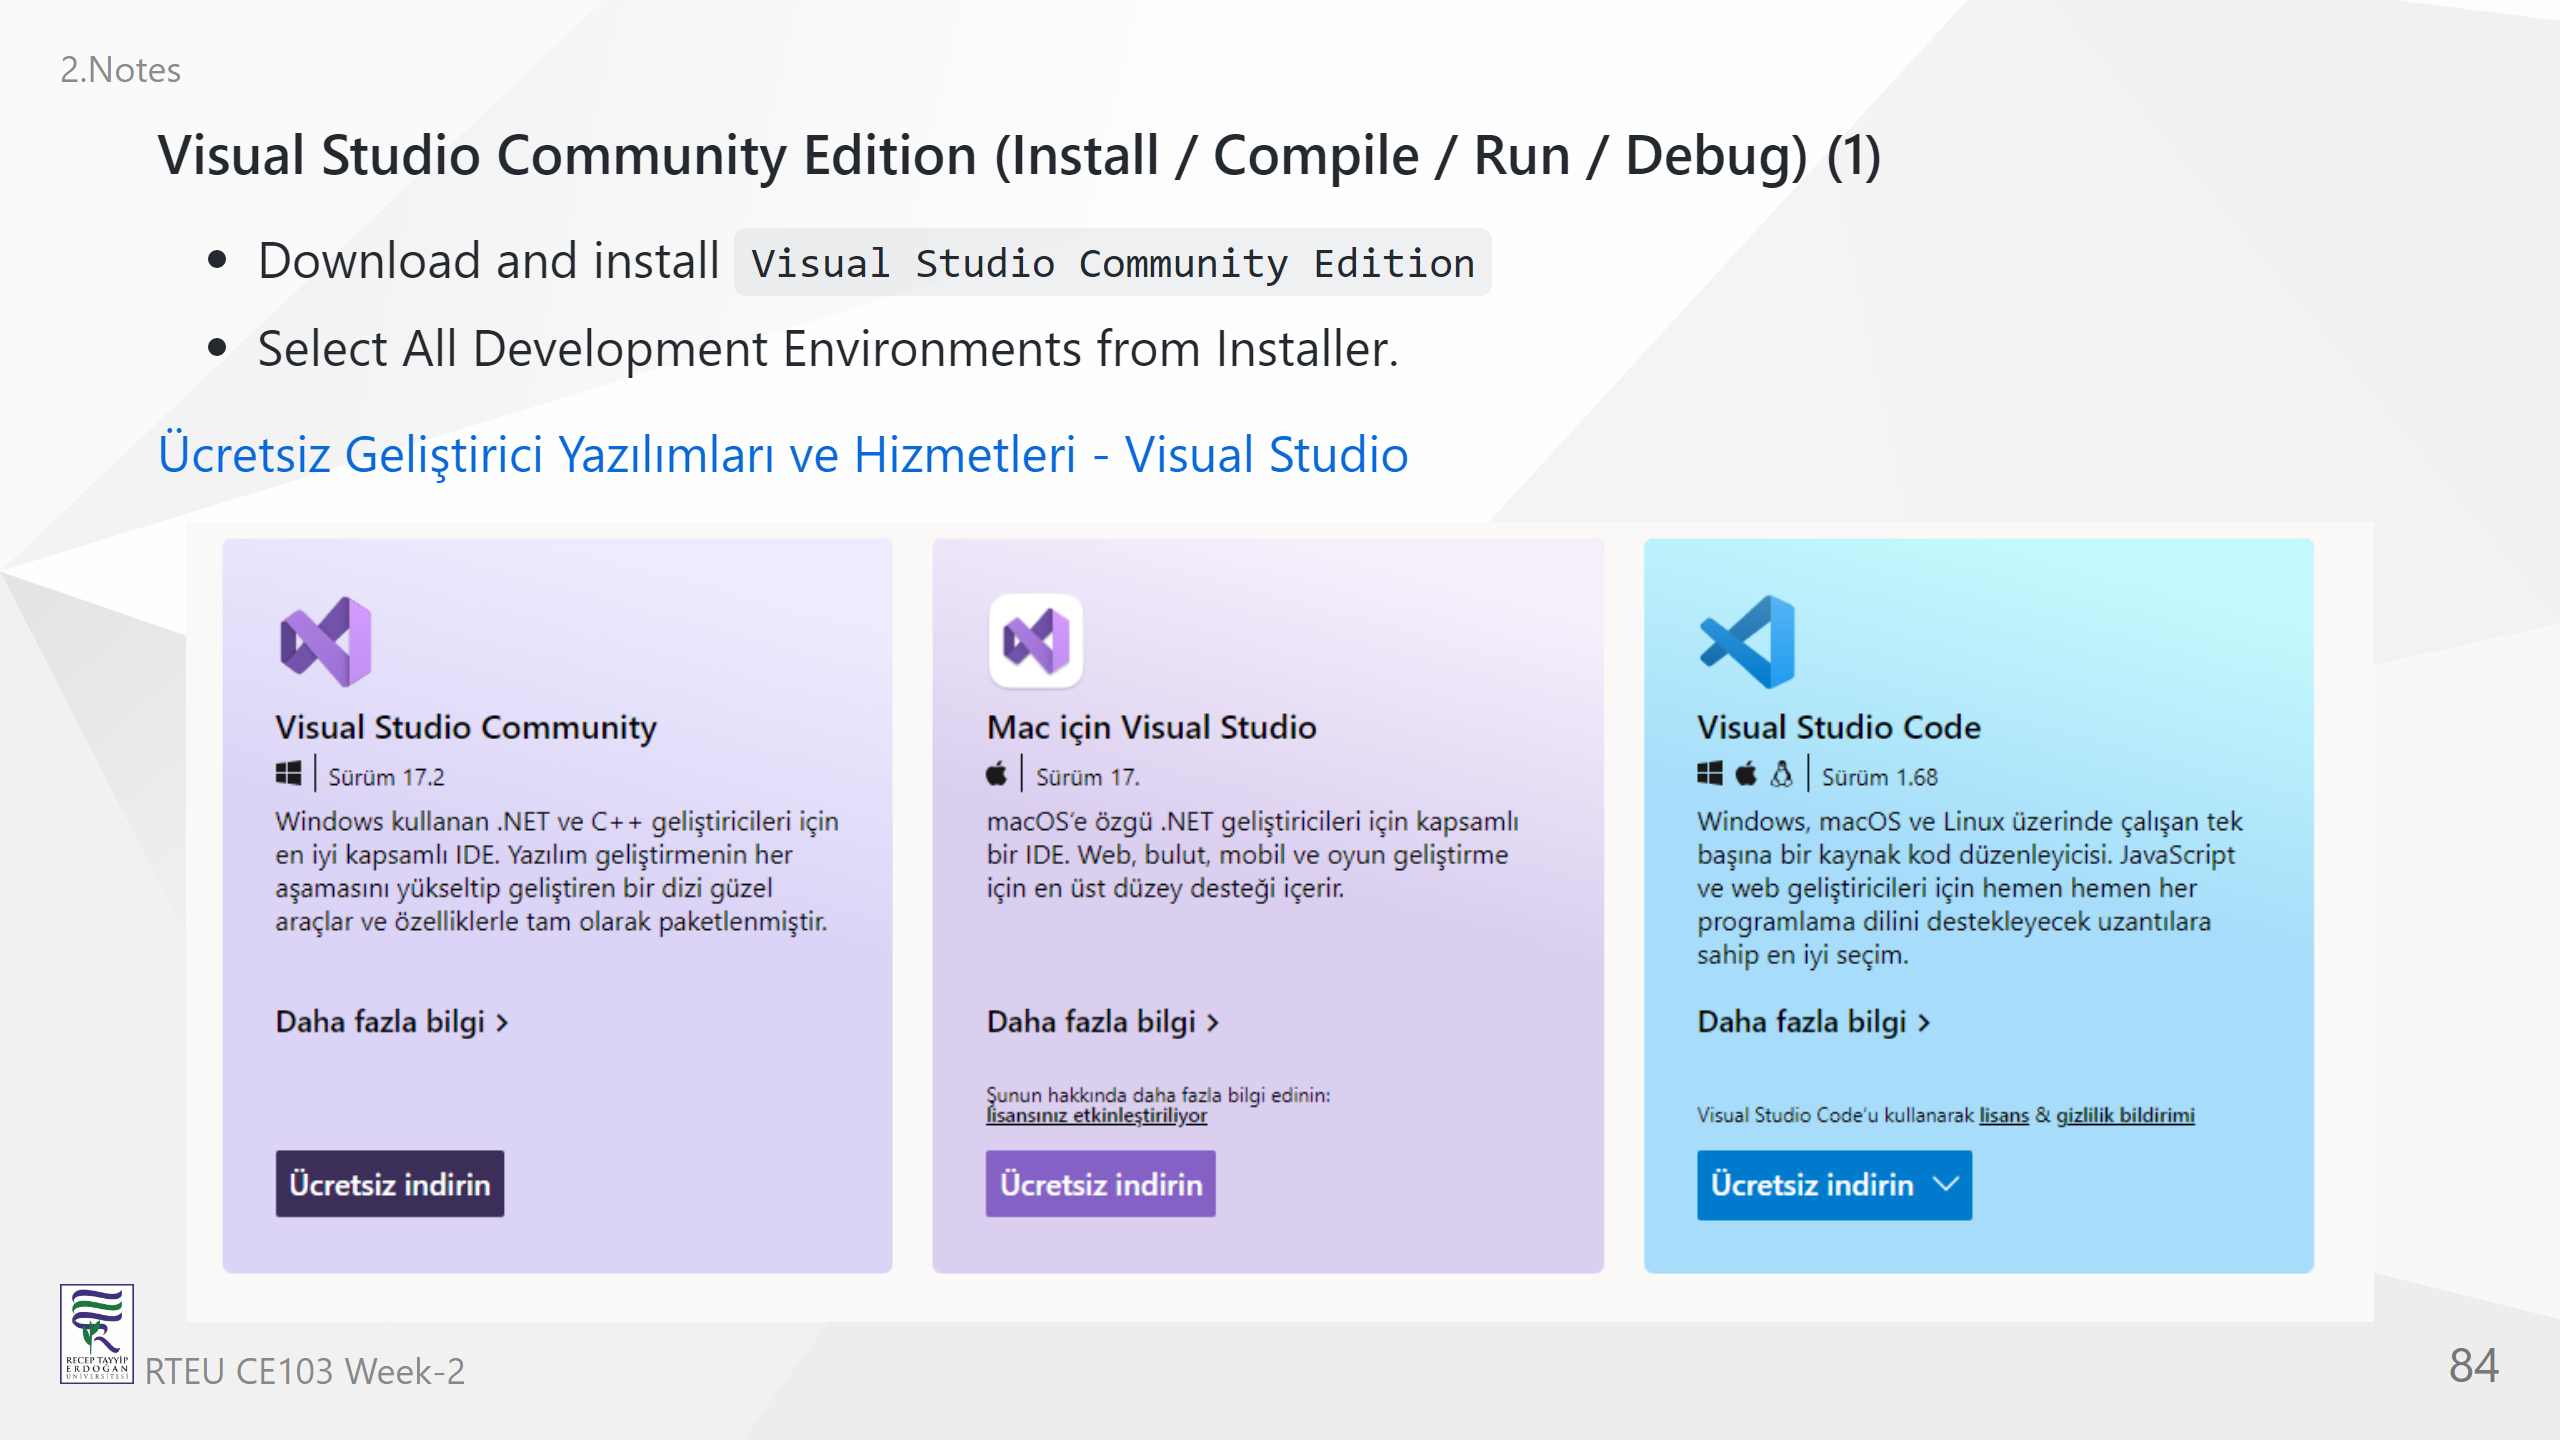 2.Notes
Visual Studio Community Edition (Install / Compile / Run / Debug) (1)
• Download and install Visual Studio Community Edition
• Select All Development Environments from Installer.
Ücretsiz Geliştirici Yazılımları ve Hizmetleri - Visual Studio
Visual Studio Community
Sürüm 17.2
Windows kullanan .NET ve C++ geliştiricileri için
en iyi kapsamlı IDE. Yazılım geliştirmenin her
aşamasını yükseltip geliştiren bir dizi güzel
araçlar ve özelliklerle tam olarak paketlenmiştir.
Daha fazla bilgi >
Ücretsiz indirin
Mac için Visual Studio
Sürüm 17.
macOS'e özgü .NET geliştiricileri için kapsamlı
bir IDE. Web, bulut, mobil ve oyun geliştirme
için en üst düzey desteği içerir.
Daha fazla bilgi >
Şunun hakkında daha fazla bilgi edinin:
lisansınız etkinleştiriliyor
Ücretsiz indirin
Visual Studio Code
Sürüm 1.68
Windows, macOS ve Linux üzerinde çalışan tek
başına bir kaynak kod düzenleyicisi. JavaScript
ve web geliştiricileri için hemen hemen her
programlama dilini destekleyecek uzantılara
sahip en iyi seçim.
Daha fazla bilgi >
Visual Studio Code'u kullanarak lisans & gizlilik bildirimi
Ücretsiz indirin
RECEP TAYYİP
ERDOĞAN
ÜNİVERSİTESİ
RTEU CE103 Week-2
84